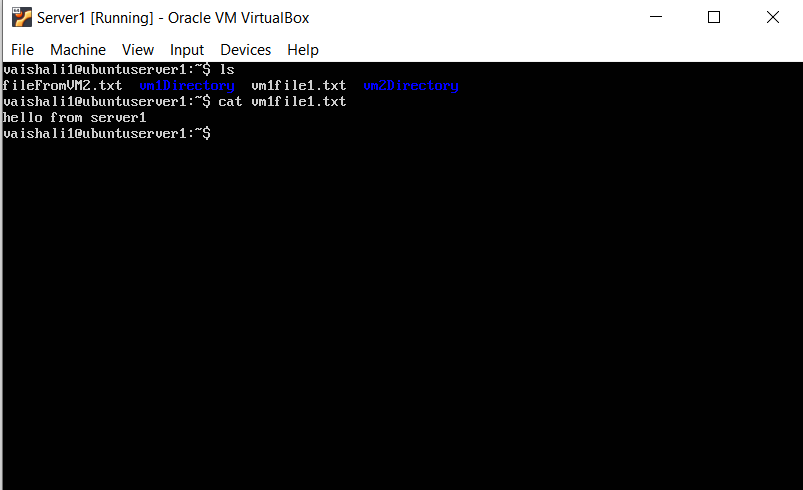 Server1 [Running] - Oracle VM VirtualBox
File Machine View Input Devices Help
vaishali1@ubuntuserver1:~$ ls
fileFromVM2.txt  vm1Directory  vm1file1.txt  vm2Directory
vaishali1@ubuntuserver1:~$ cat vm1file1.txt
hello from server1
vaishali1@ubuntuserver1:~$